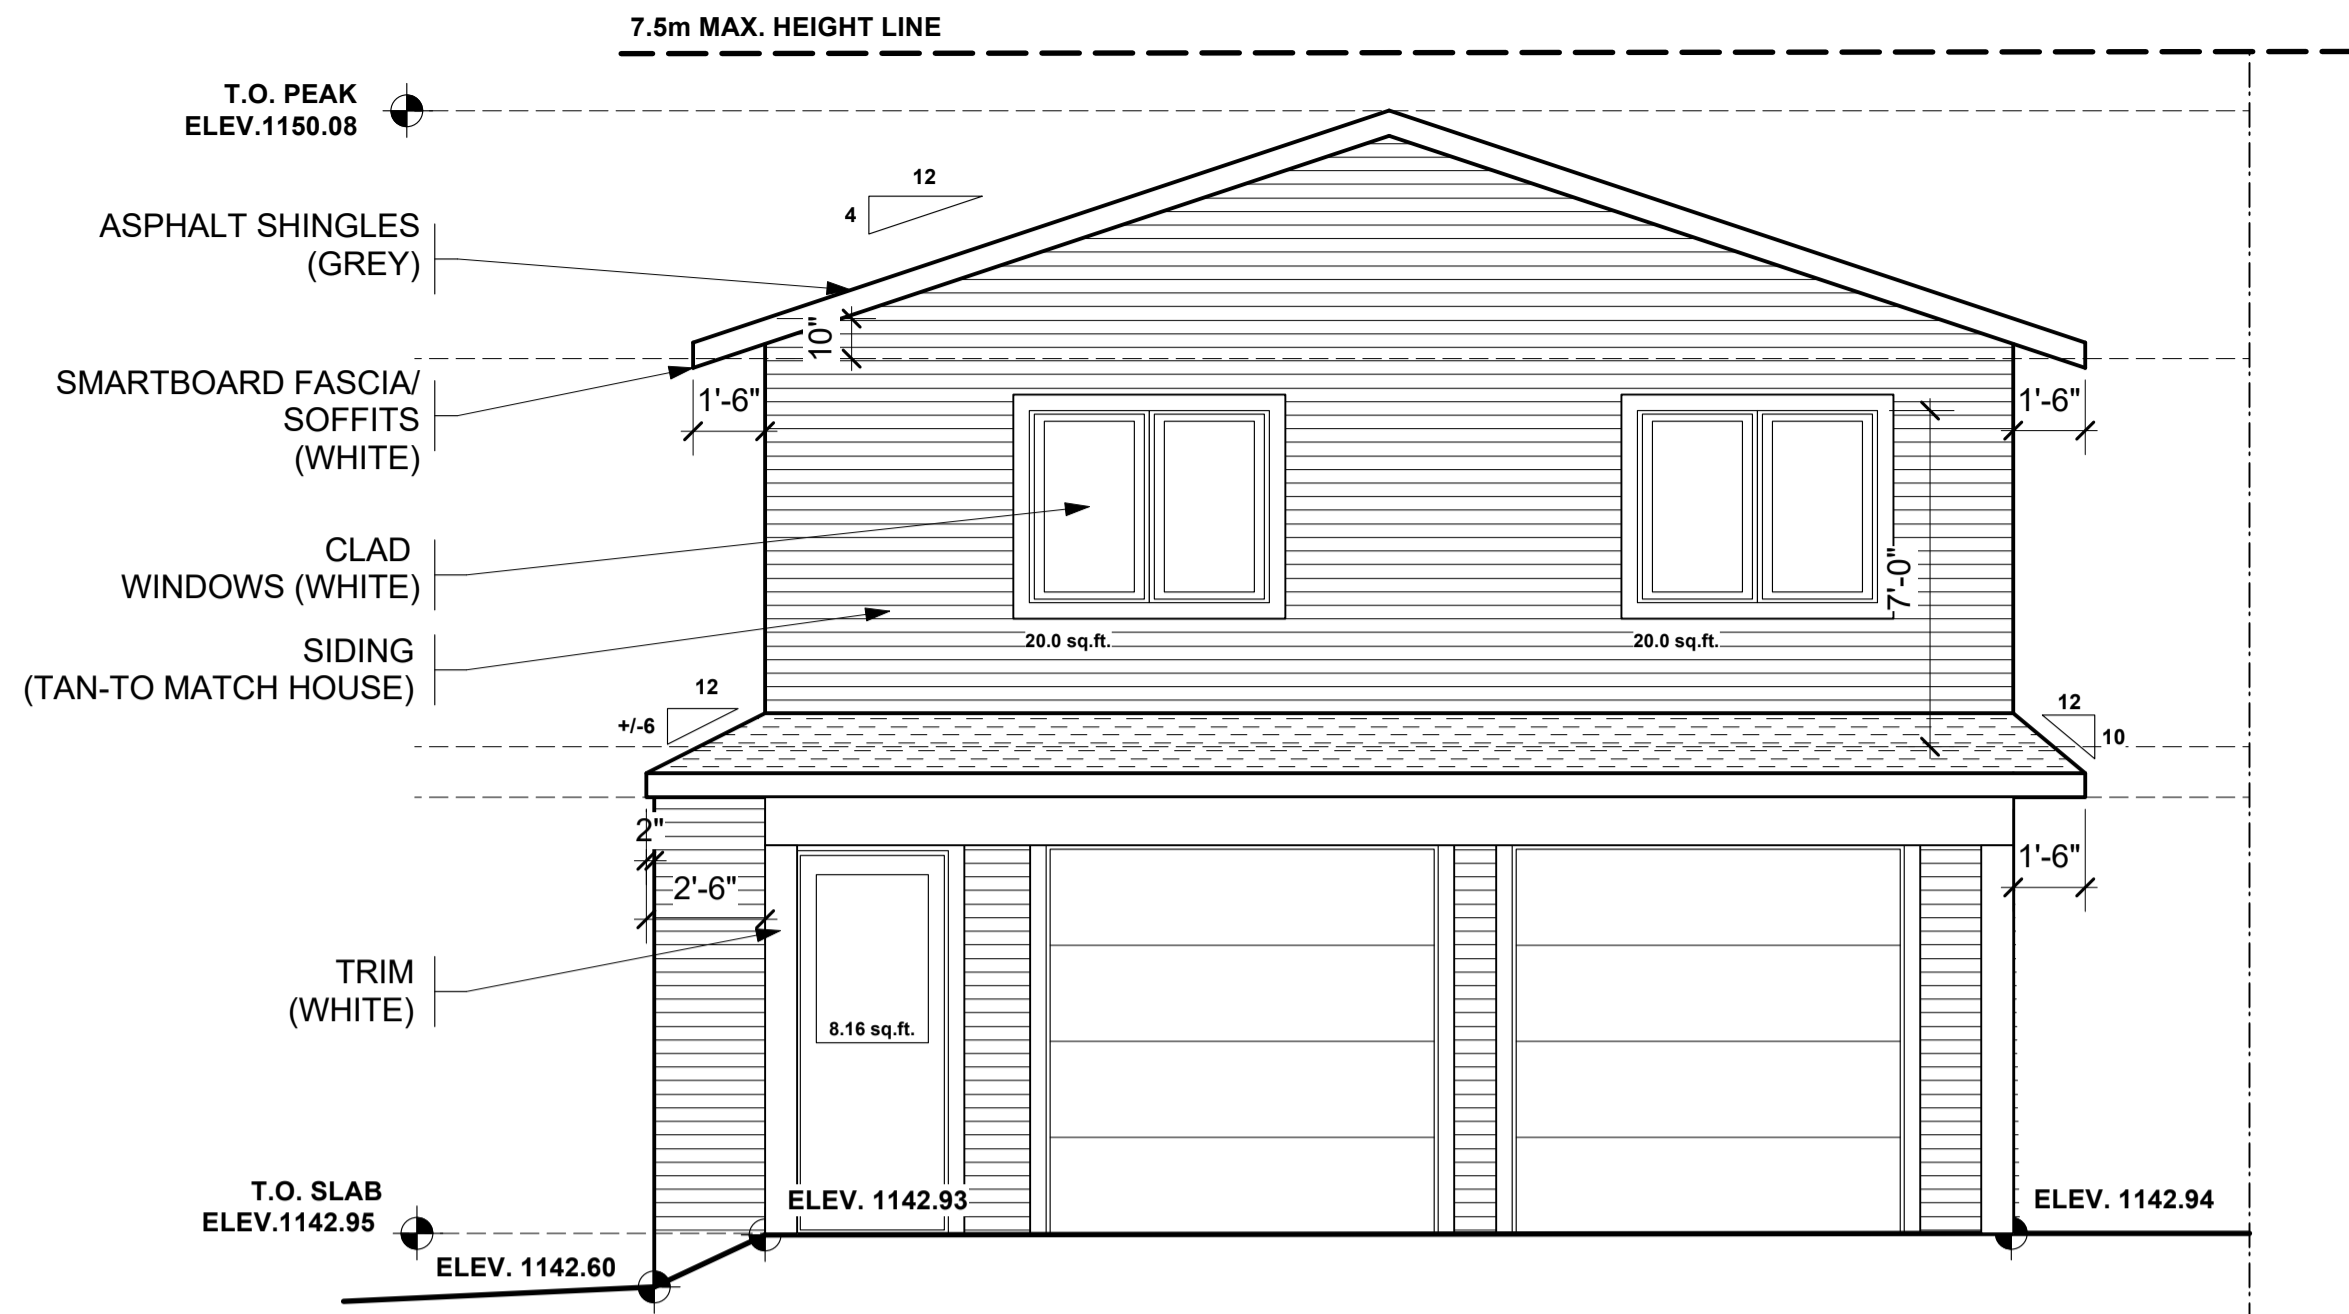 7.5m MAX. HEIGHT LINE
T.O. PEAK
ELEV.1150.08
12
4
ASPHALT SHINGLES
(GREY)
10"
SMARTBOARD FASCIA/
SOFFITS
(WHITE)
1'-6"
1'-6"
CLAD
WINDOWS (WHITE)
7'-0"
20.0 sq.ft.
20.0 sq.ft.
SIDING
(TAN-TO MATCH HOUSE)
12
+/-6
12
10
2"
2'-6"
1'-6"
TRIM
(WHITE)
8.16 sq.ft.
T.O. SLAB
ELEV.1142.95
ELEV. 1142.93
ELEV. 1142.94
ELEV. 1142.60